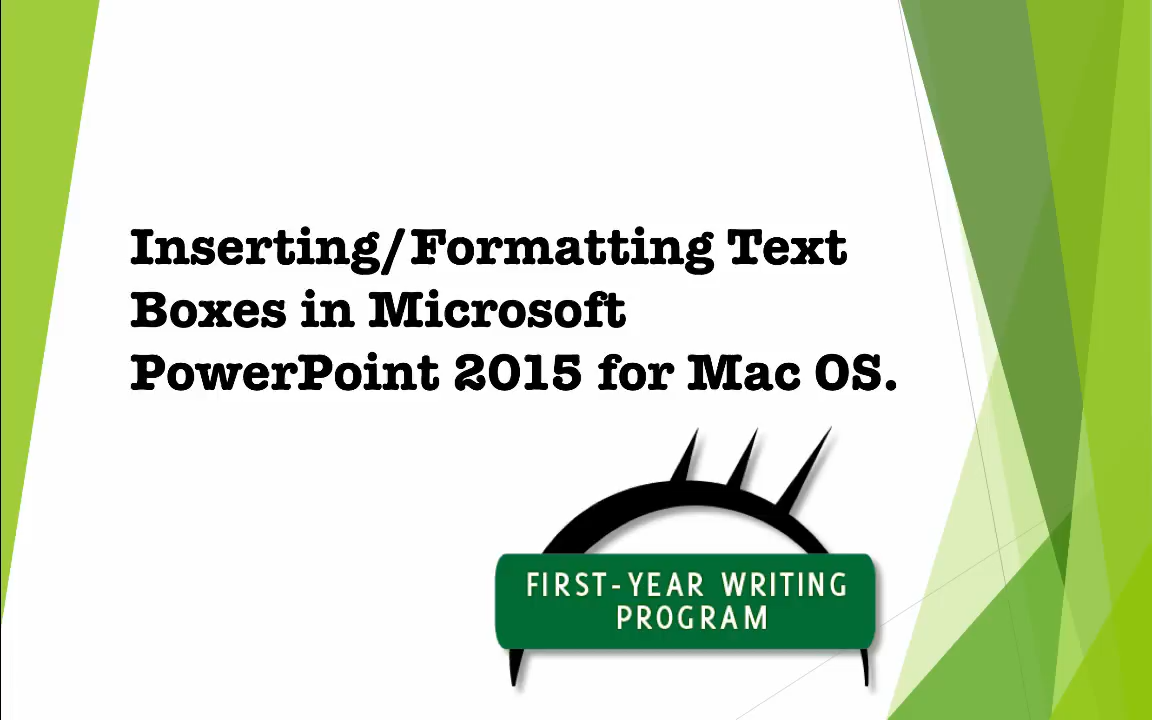 Inserting/Formatting Text
Boxes in Microsoft
PowerPoint 2015 for Mac OS.
FIRST-YEAR WRITING
PROGRAM